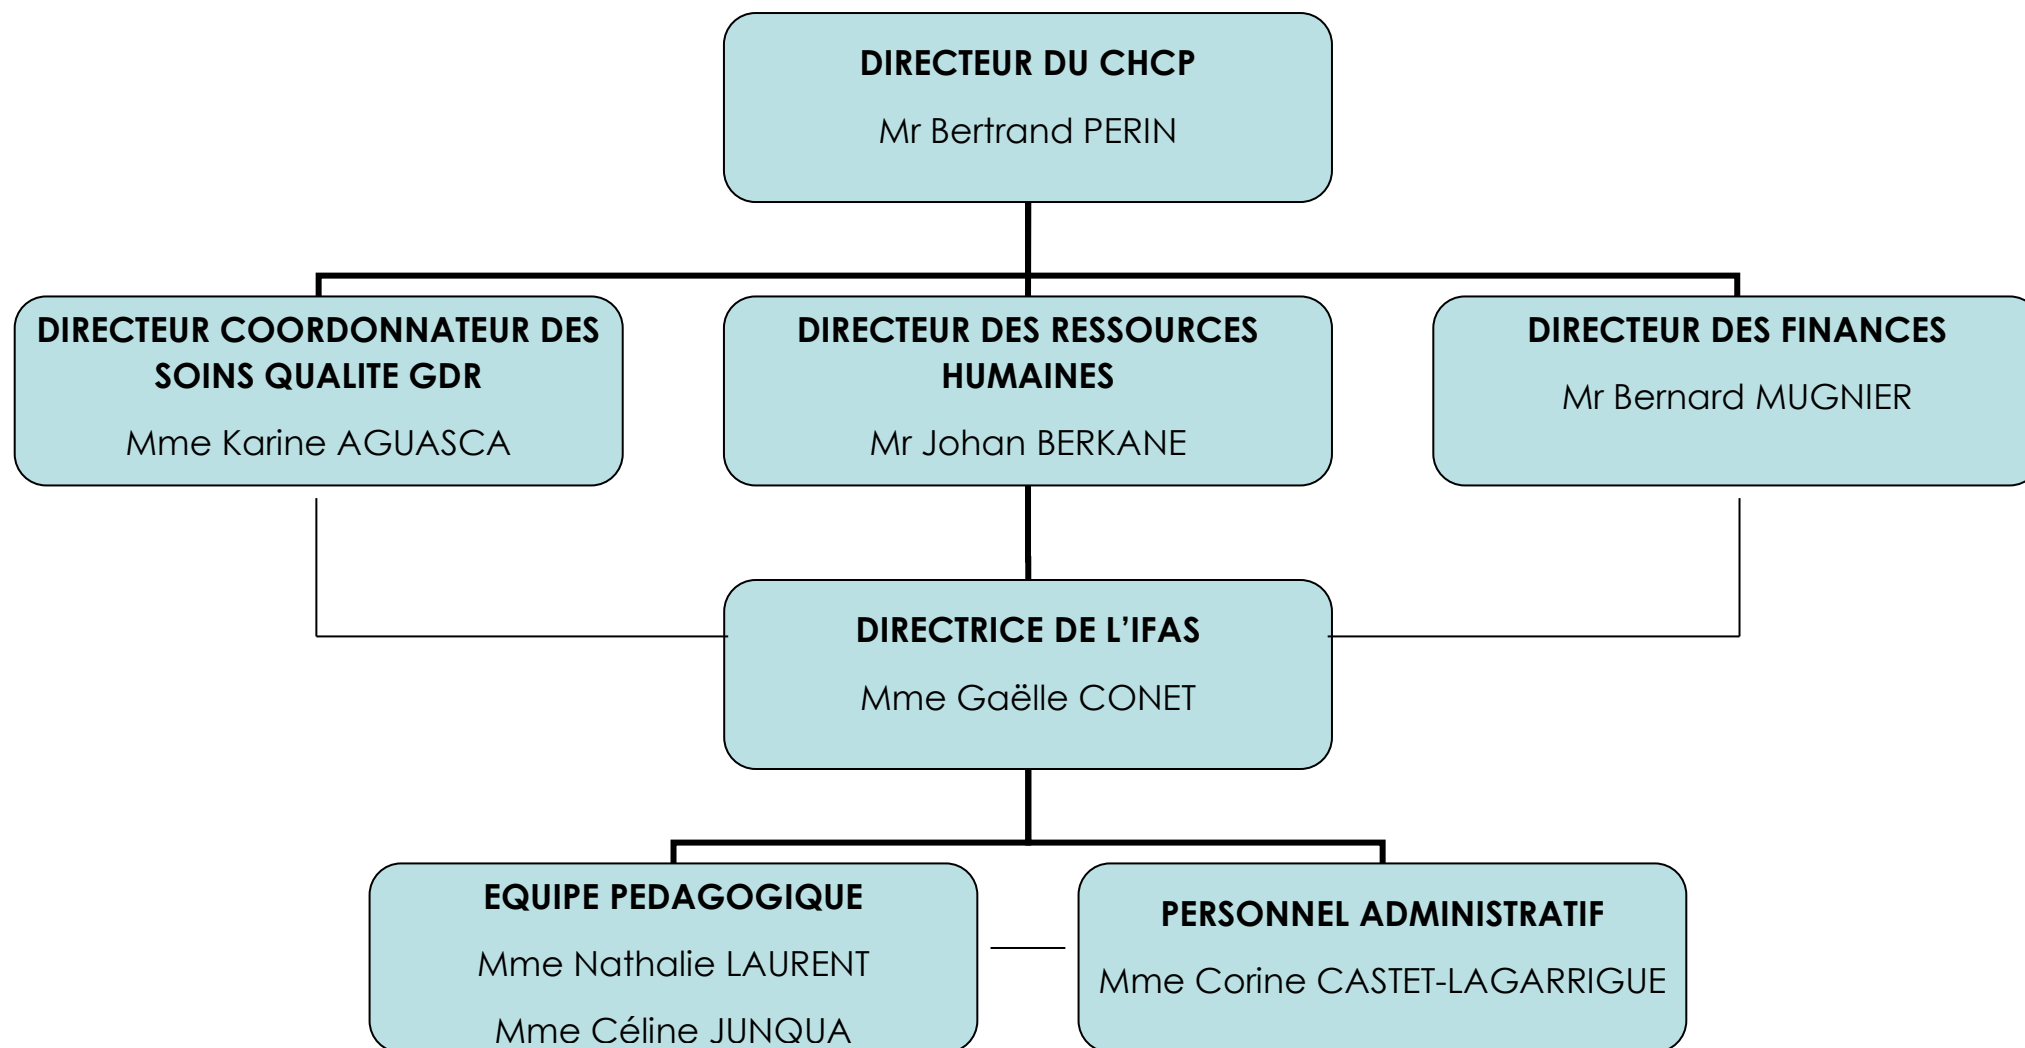 DIRECTEUR DU CHCP
Mr Bertrand PERIN
DIRECTEUR COORDONNATEUR DES
SOINS QUALITE GDR
Mme Karine AGUASCA
DIRECTEUR DES RESSOURCES
HUMAINES
Mr Johan BERKANE
DIRECTEUR DES FINANCES
Mr Bernard MUGNIER
DIRECTRICE DE L’IFAS
Mme Gaëlle CONET
EQUIPE PEDAGOGIQUE
Mme Nathalie LAURENT
Mme Céline JUNQUA
PERSONNEL ADMINISTRATIF
Mme Corine CASTET-LAGARRIGUE